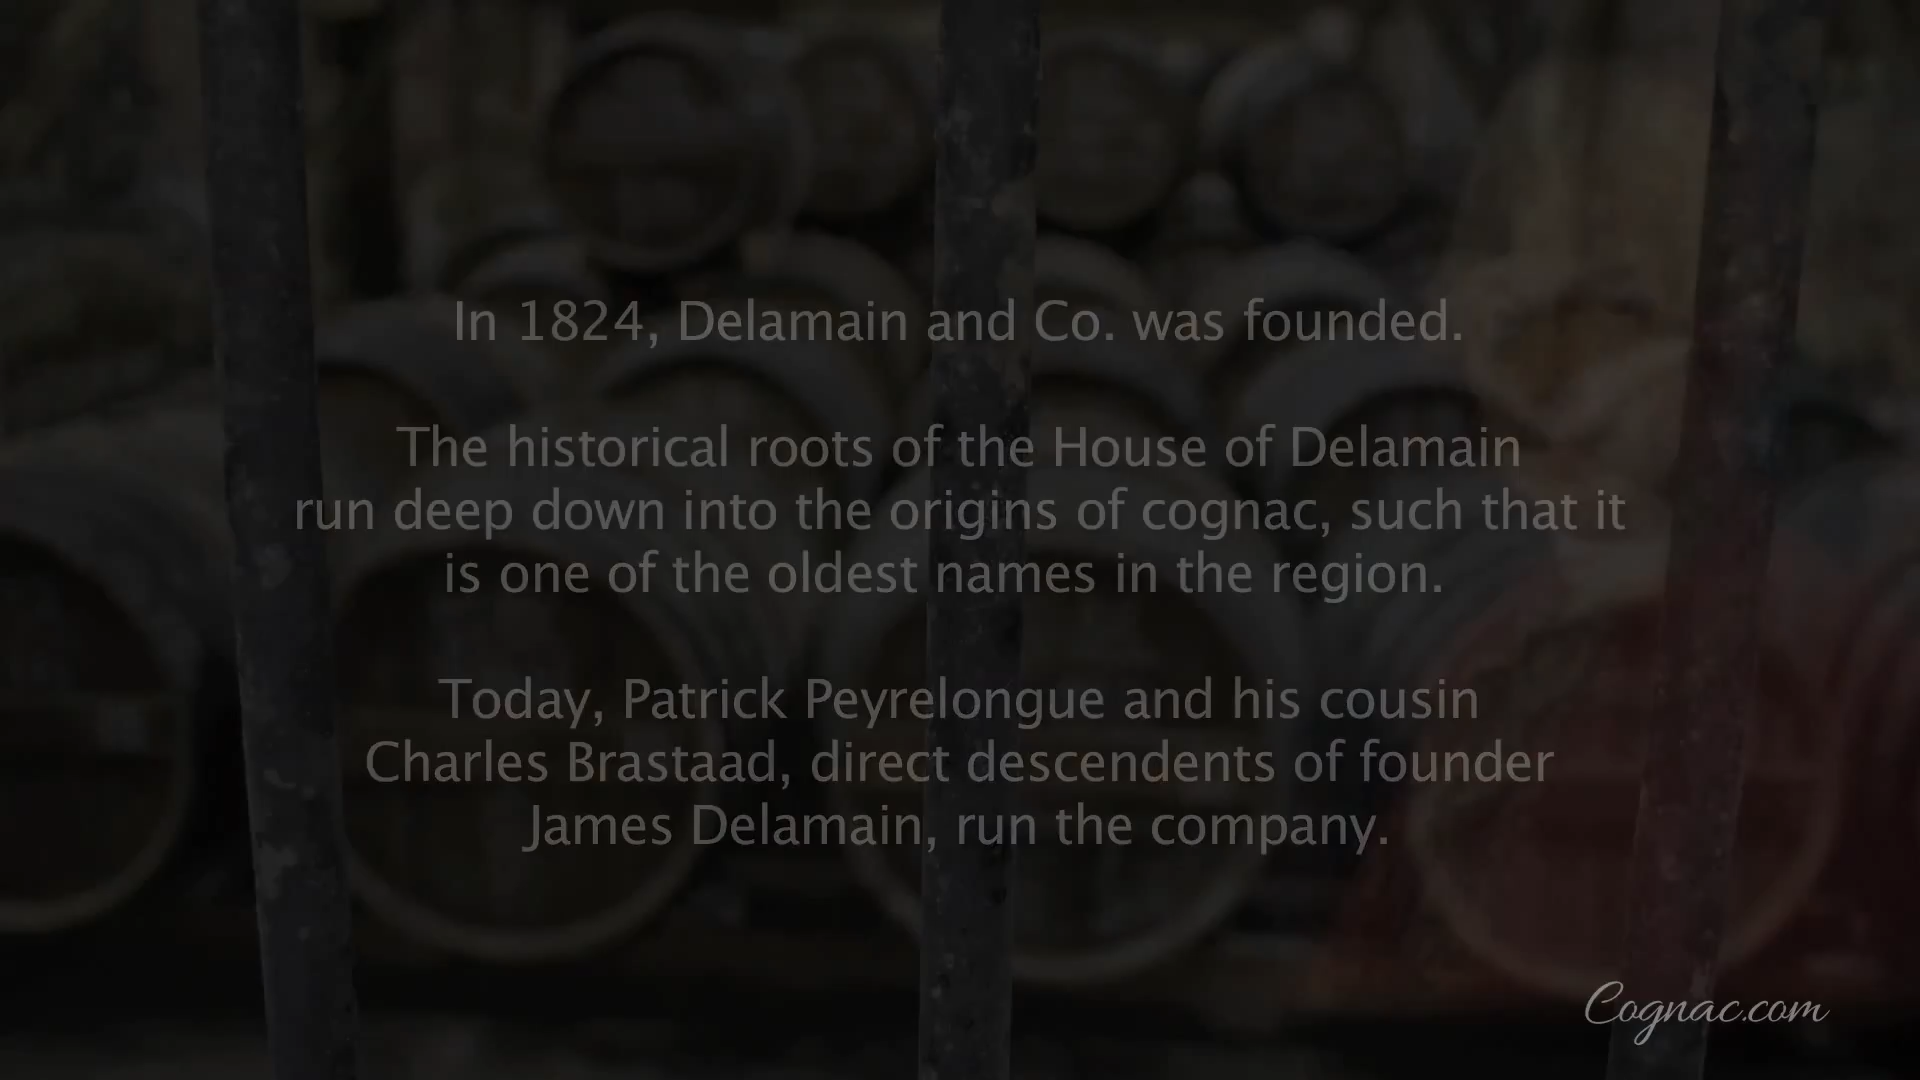 In 1824, Delamain and Co. was founded.
The historical roots of the House of Delamain
run deep down into the origins of cognac, such that it
is one of the oldest names in the region.
Today, Patrick Peyrelongue and his cousin
Charles Brastaad, direct descendents of founder
James Delamain, run the company.
Cognac.com